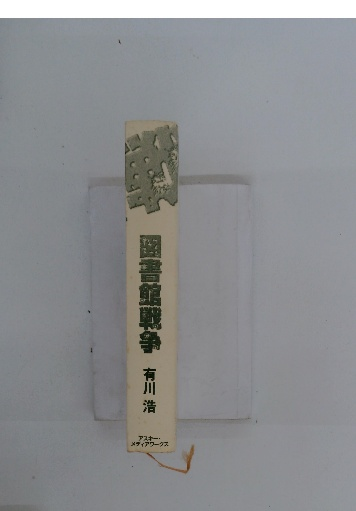 図書館戦争
有川 浩
アスキー・
メディアワークス